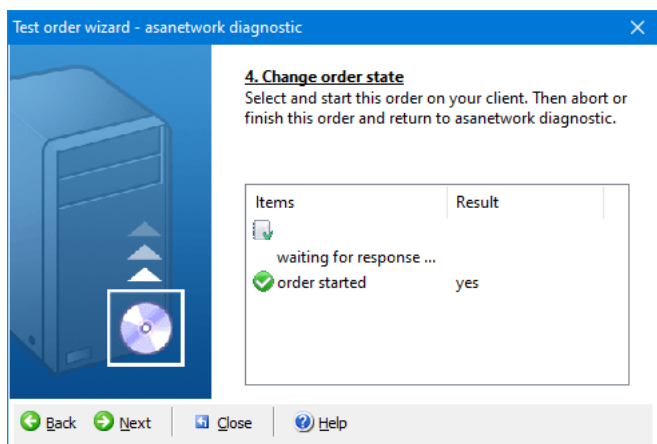 Test order wizard - asanetwork diagnostic
4. Change order state
Select and start this order on your client. Then abort or
finish this order and return to asanetwork diagnostic.
Items Result
waiting for response ...
order started yes
Back Next Close Help